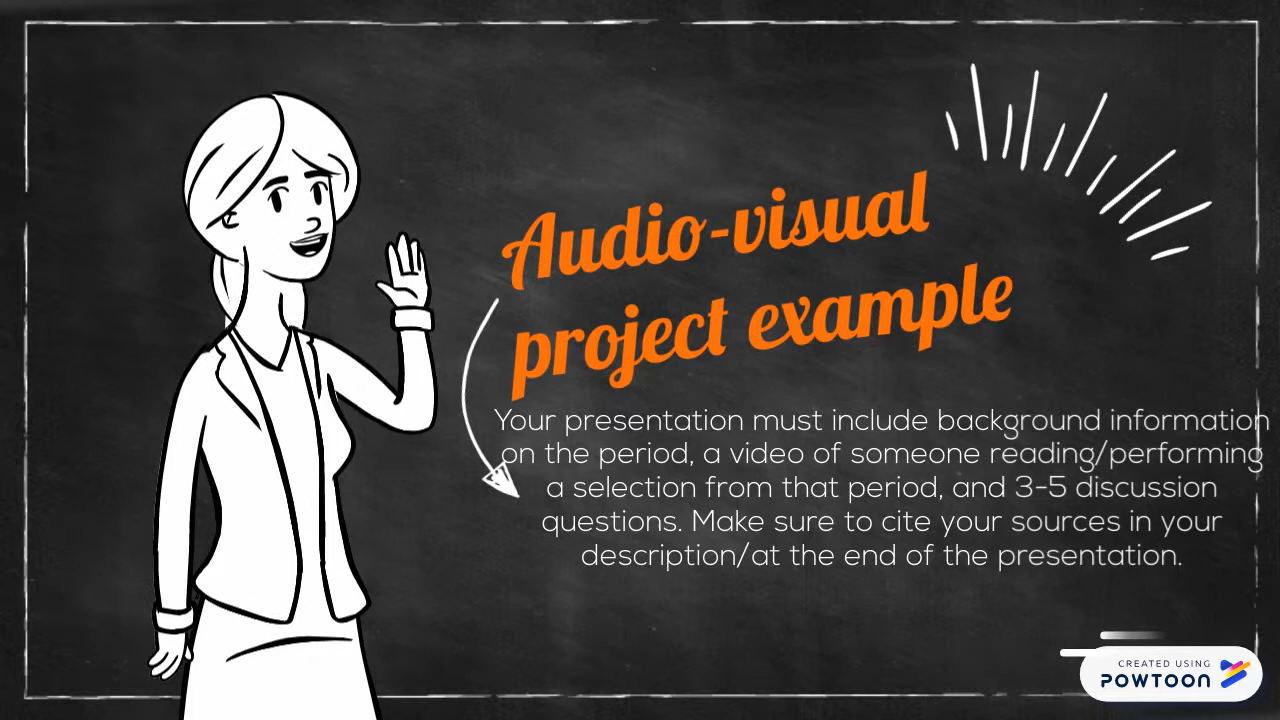 Audio-visual
project example
Your presentation must include background information
on the period, a video of someone reading/performing
a selection from that period, and 3-5 discussion
questions. Make sure to cite your sources in your
description/at the end of the presentation.
CREATED USING
POWTOON